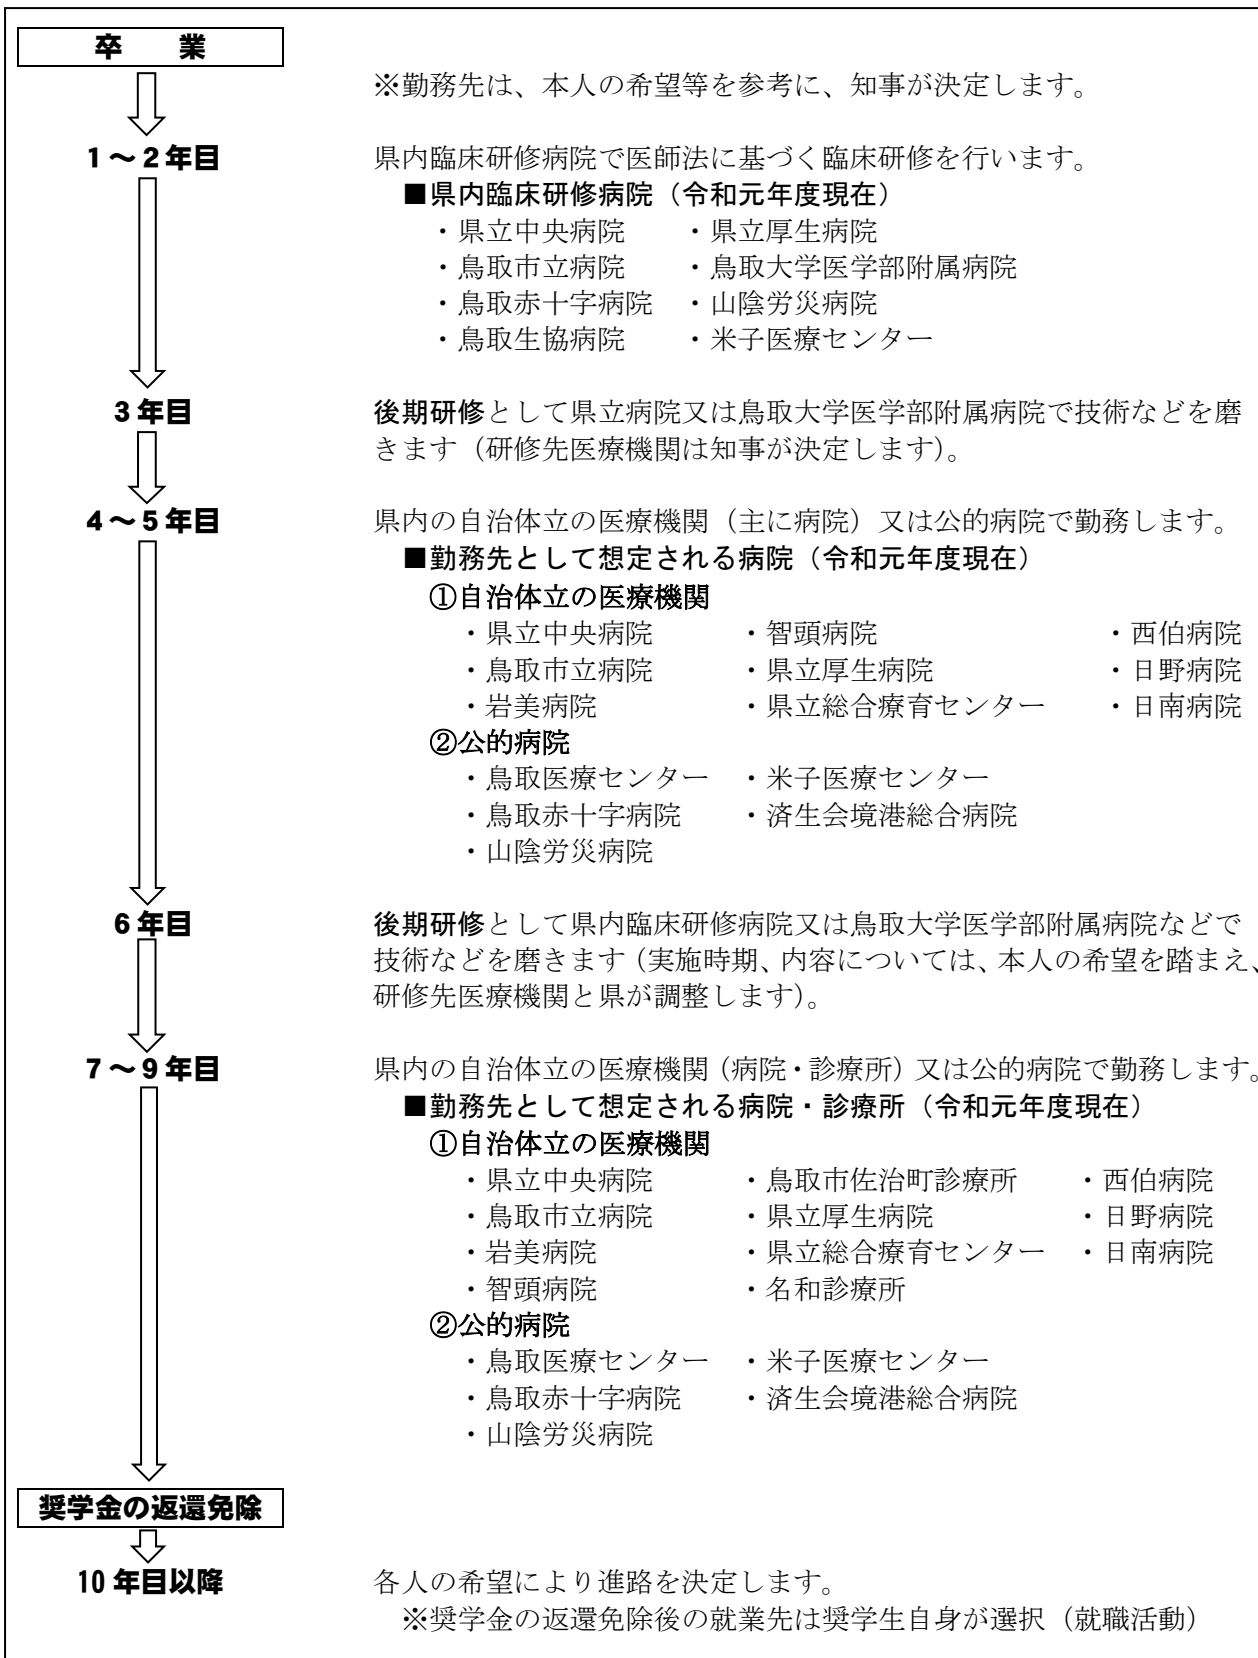 卒　　業
※勤務先は、本人の希望等を参考に、知事が決定します。
1～2年目　県内臨床研修病院で医師法に基づく臨床研修を行います。
■県内臨床研修病院（令和元年度現在）
・県立中央病院　・県立厚生病院
・鳥取市立病院　・鳥取大学医学部附属病院
・鳥取赤十字病院　・山陰労災病院
・鳥取生協病院　・米子医療センター
3年目　後期研修として県立病院又は鳥取大学医学部附属病院で技術などを磨
きます（研修先医療機関は知事が決定します）。
4～5年目　県内の自治体立の医療機関（主に病院）又は公的病院で勤務します。
■勤務先として想定される病院（令和元年度現在）
①自治体立の医療機関
・県立中央病院　・智頭病院　・西伯病院
・鳥取市立病院　・県立厚生病院　・日野病院
・岩美病院　・県立総合療育センター　・日南病院
②公的病院
・鳥取医療センター　・米子医療センター
・鳥取赤十字病院　・済生会境港総合病院
・山陰労災病院
6年目　後期研修として県内臨床研修病院又は鳥取大学医学部附属病院などで
技術などを磨きます（実施時期、内容については、本人の希望を踏まえ、
研修先医療機関と県が調整します）。
7～9年目　県内の自治体立の医療機関（病院・診療所）又は公的病院で勤務します。
■勤務先として想定される病院・診療所（令和元年度現在）
①自治体立の医療機関
・県立中央病院　・鳥取市佐治町診療所　・西伯病院
・鳥取市立病院　・県立厚生病院　・日野病院
・岩美病院　・県立総合療育センター　・日南病院
・智頭病院　・名和診療所
②公的病院
・鳥取医療センター　・米子医療センター
・鳥取赤十字病院　・済生会境港総合病院
・山陰労災病院
奨学金の返還免除
10年目以降　各人の希望により進路を決定します。
※奨学金の返還免除後の就業先は奨学生自身が選択（就職活動）